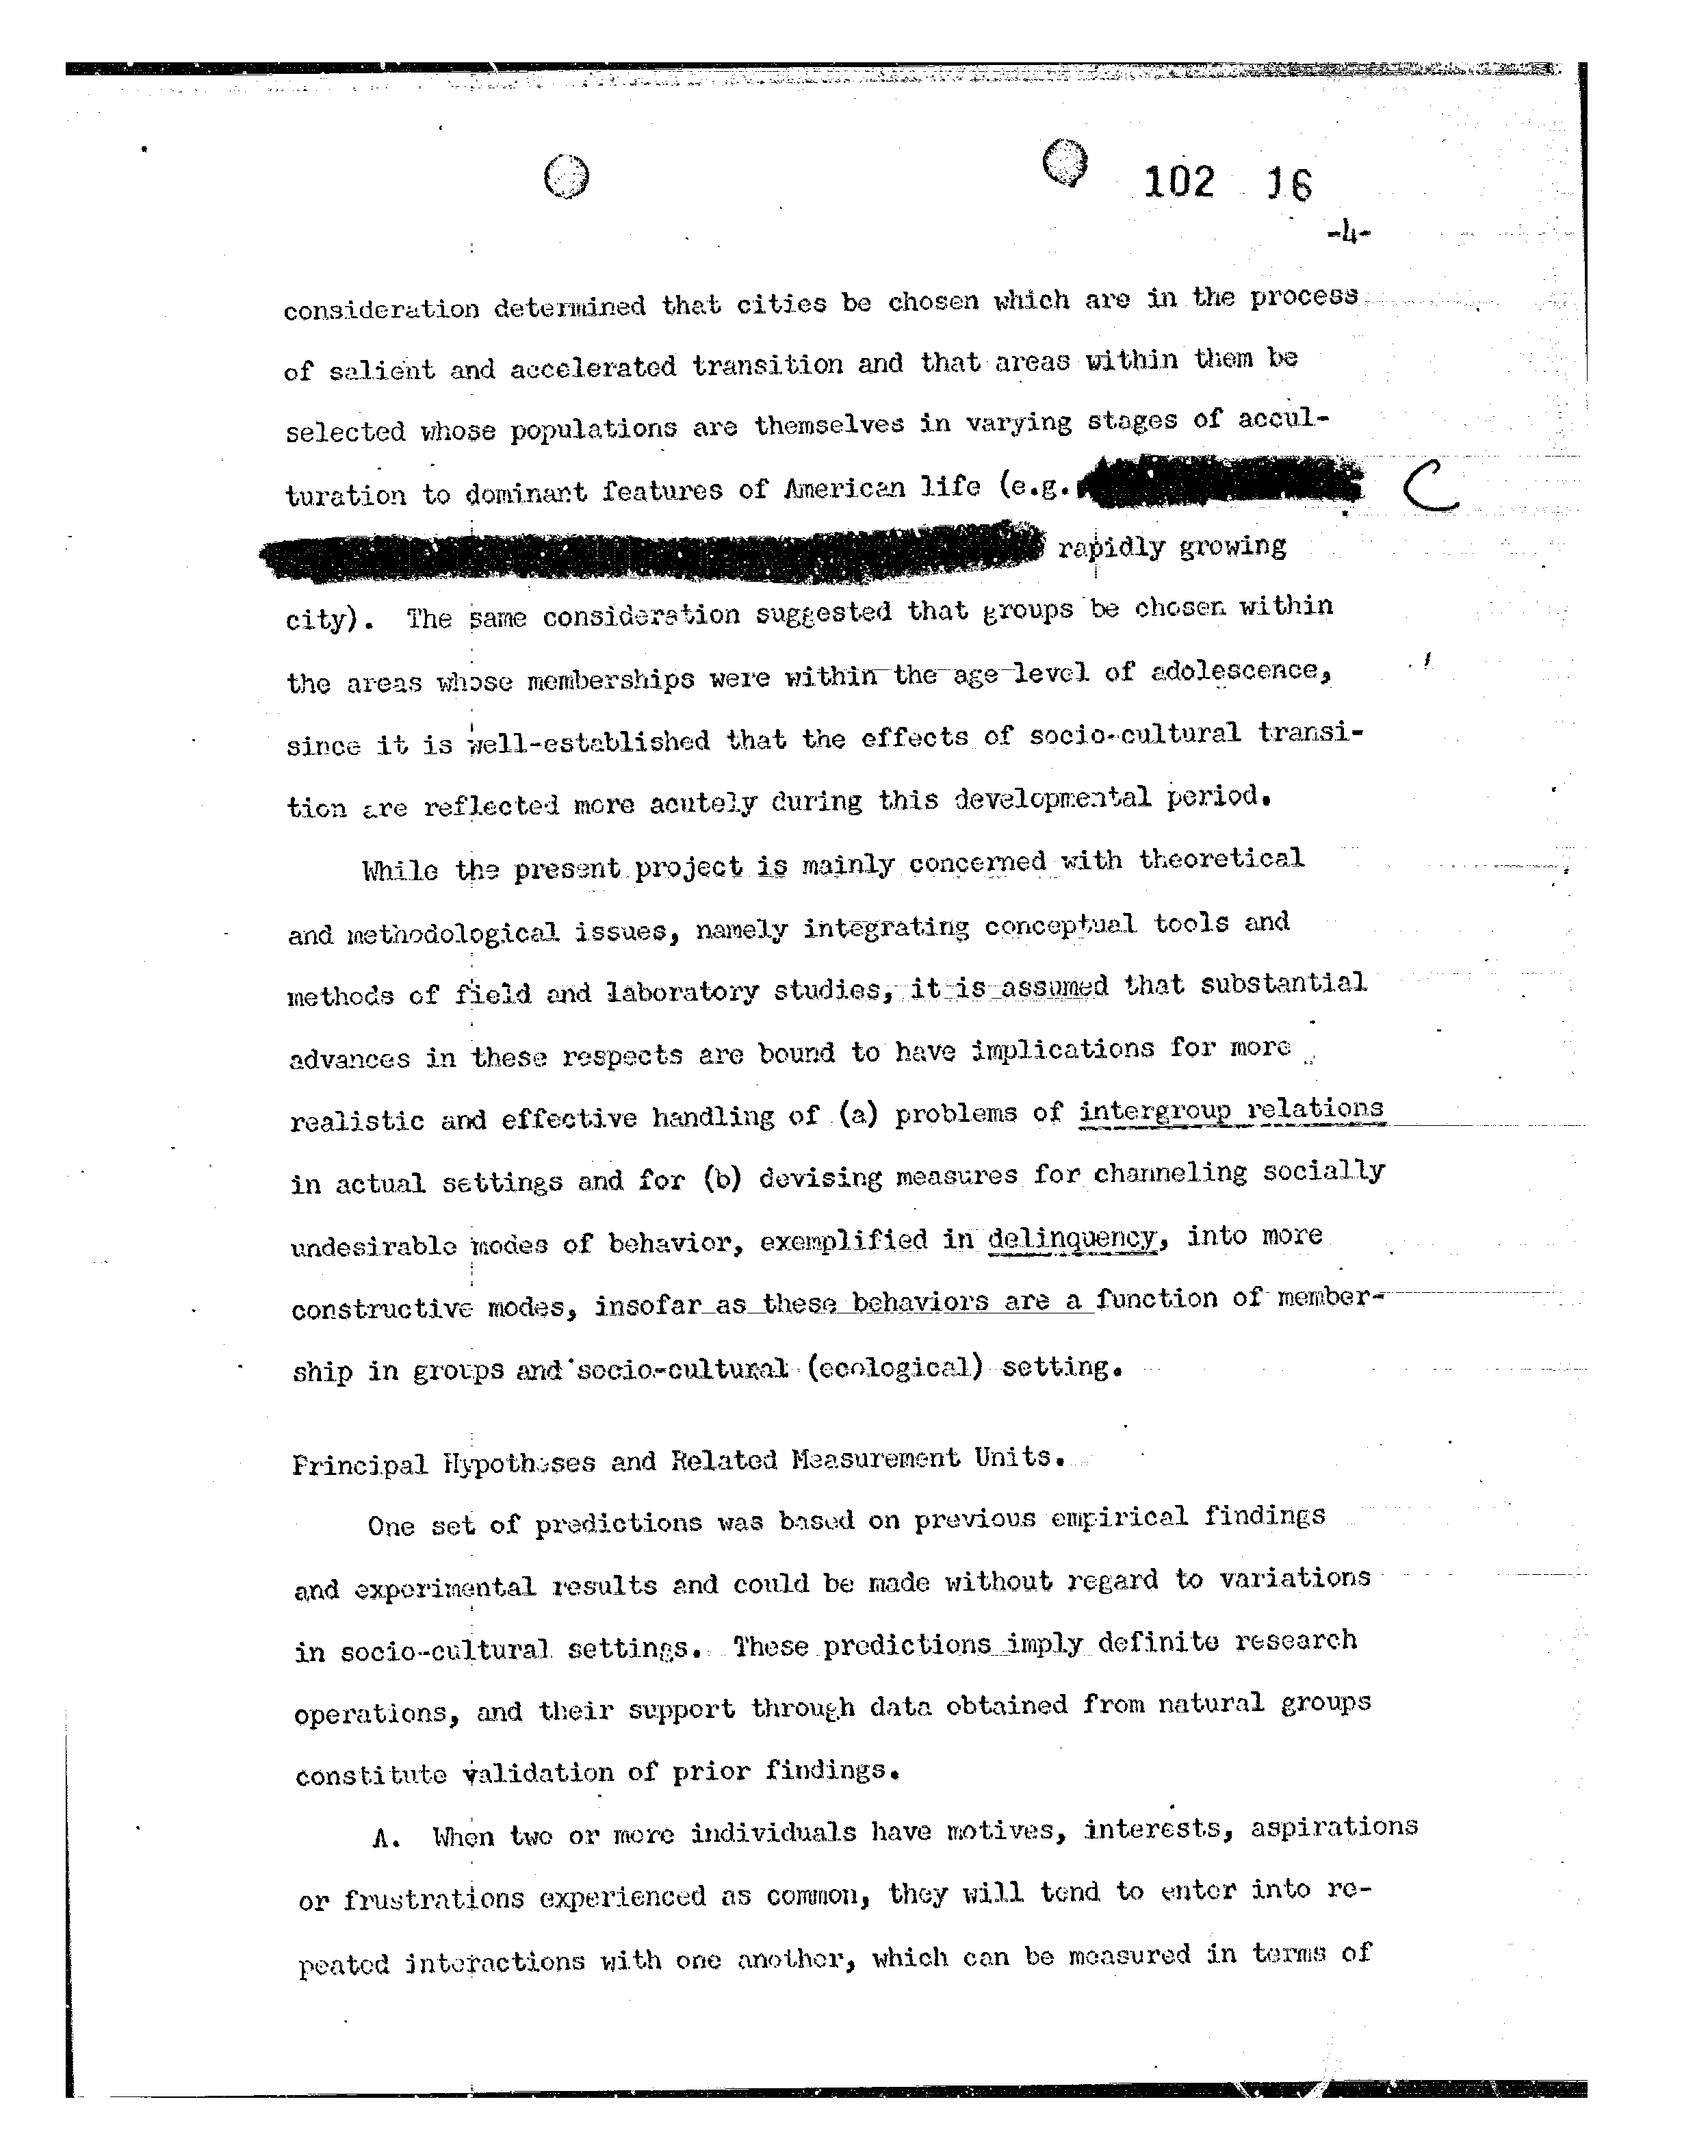 102 16
-4-
consideration determined that cities be chosen which are in the process
of salient and accelerated transition and that areas within them be
selected whose populations are themselves in varying stages of accul-
turation to dominant features of American life (e.g. C
rapidly growing
city). The same consideration suggested that groups be chosen within
the areas whose memberships were within the age level of adolescence,
since it is well-established that the effects of socio-cultural transi-
tion are reflected more acutely during this developmental period.
While the present project is mainly concerned with theoretical
and methodological issues, namely integrating conceptual tools and
methods of field and laboratory studies, it is assumed that substantial
advances in these respects are bound to have implications for more
realistic and effective handling of (a) problems of intergroup relations
in actual settings and for (b) devising measures for channeling socially
undesirable modes of behavior, exemplified in delinquency, into more
constructive modes, insofar as these behaviors are a function of member-
ship in groups and socio-cultural (ecological) setting.
Principal Hypotheses and Related Measurement Units.
One set of predictions was based on previous empirical findings
and experimental results and could be made without regard to variations
in socio-cultural settings. These predictions imply definite research
operations, and their support through data obtained from natural groups
constitute validation of prior findings.
A. When two or more individuals have motives, interests, aspirations
or frustrations experienced as common, they will tend to enter into re-
peated interactions with one another, which can be measured in terms of